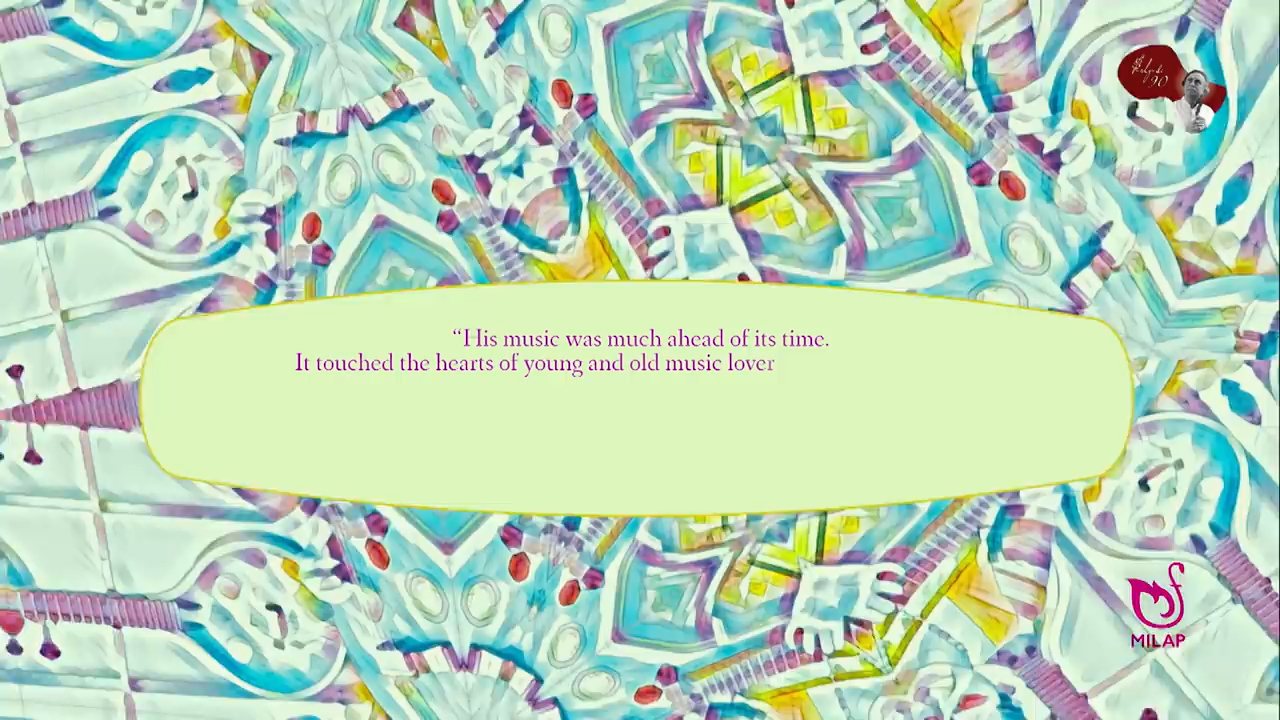 “His music was much ahead of its time.
It touched the hearts of young and old music lover
90
MILAP